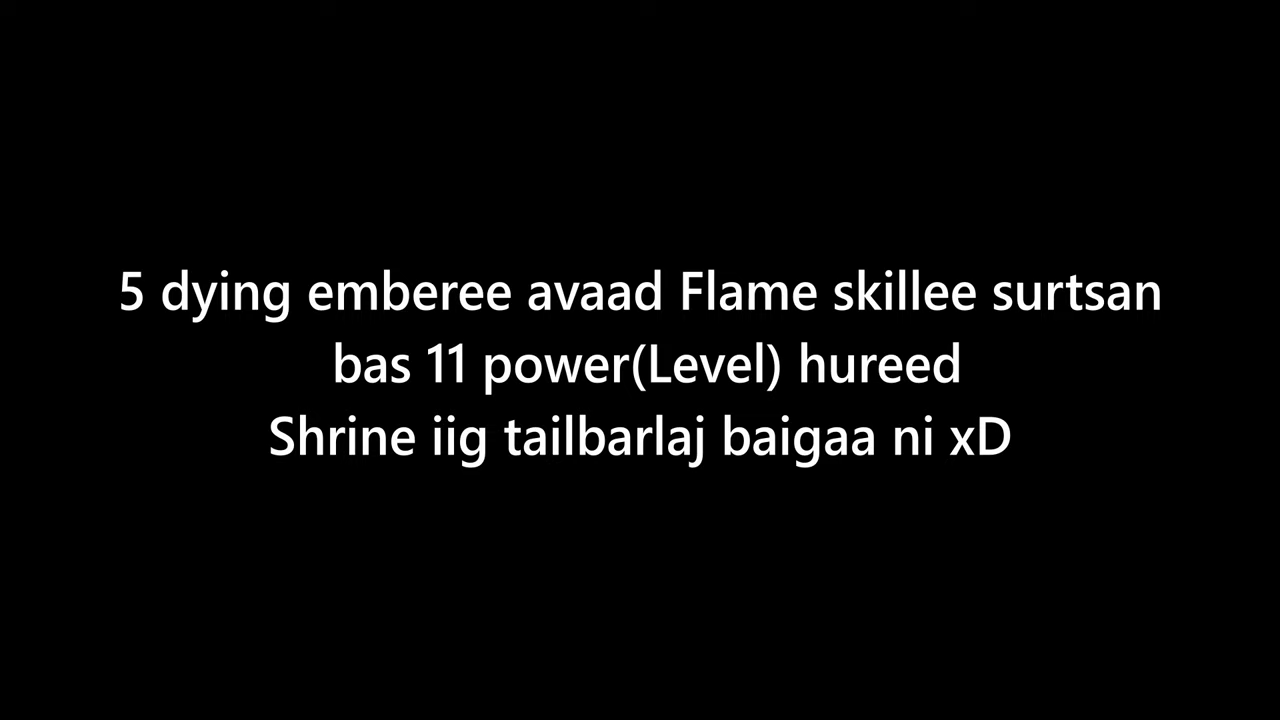 5 dying emberee avaad Flame skillee surtsan
bas 11 power(Level) hureed
Shrine iig tailbarlaj baigaa ni xD